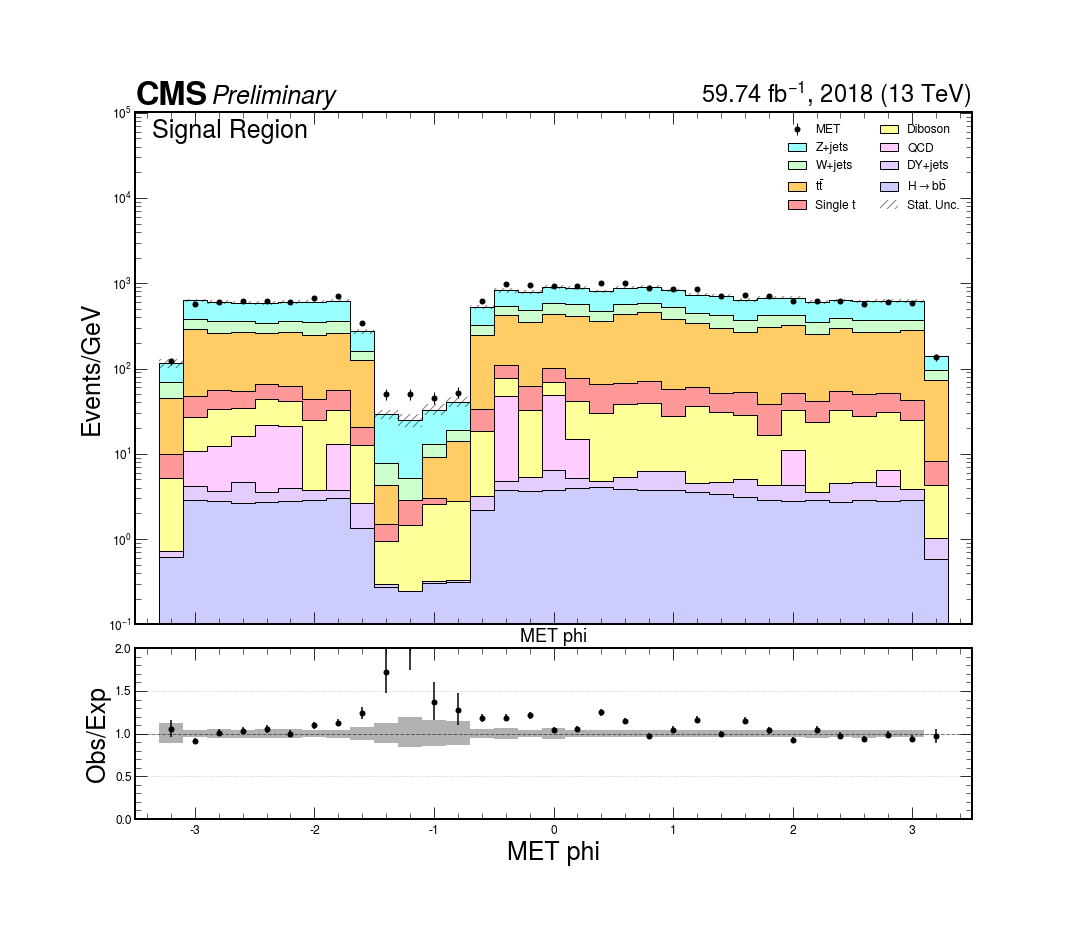 CMS Preliminary 59.74 fb⁻¹, 2018 (13 TeV)
Signal Region
MET
Z+jets
W+jets
tt̄
Single t
Diboson
QCD
DY+jets
H→bb̄
Stat. Unc.
Events/GeV
10⁵
10⁴
10³
10²
10¹
10⁰
10⁻¹
MET phi
Obs/Exp
2.0
1.5
1.0
0.5
0.0
-3 -2 -1 0 1 2 3
MET phi